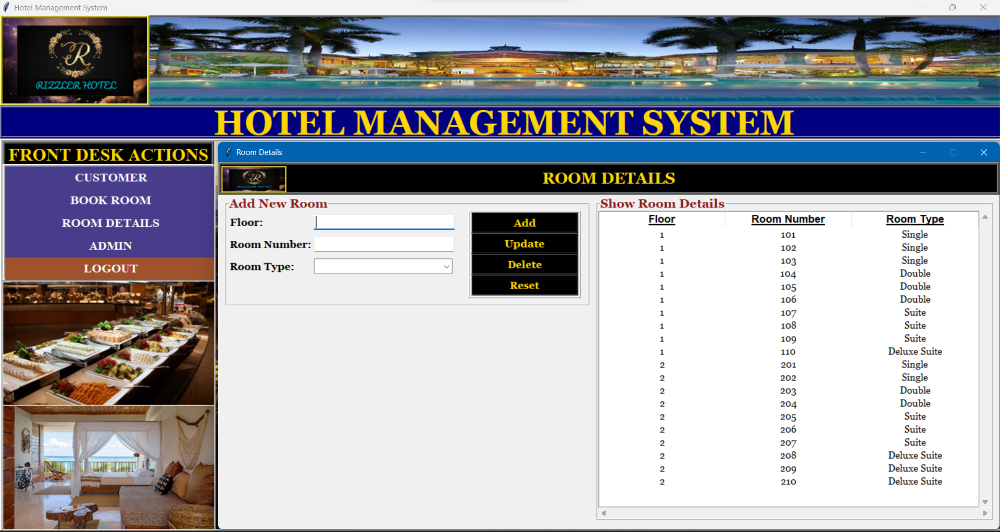 Hotel Management System
R
RIZZLER HOTEL
HOTEL MANAGEMENT SYSTEM
FRONT DESK ACTIONS
CUSTOMER
BOOK ROOM
ROOM DETAILS
ADMIN
LOGOUT
Room Details
R
RIZZLER HOTEL
ROOM DETAILS
Add New Room
Floor:
Room Number:
Room Type:
Add
Update
Delete
Reset
Show Room Details
Floor Room Number Room Type
1 101 Single
1 102 Single
1 103 Single
1 104 Double
1 105 Double
1 106 Double
1 107 Suite
1 108 Suite
1 109 Suite
1 110 Deluxe Suite
2 201 Single
2 202 Single
2 203 Double
2 204 Double
2 205 Suite
2 206 Suite
2 207 Suite
2 208 Deluxe Suite
2 209 Deluxe Suite
2 210 Deluxe Suite